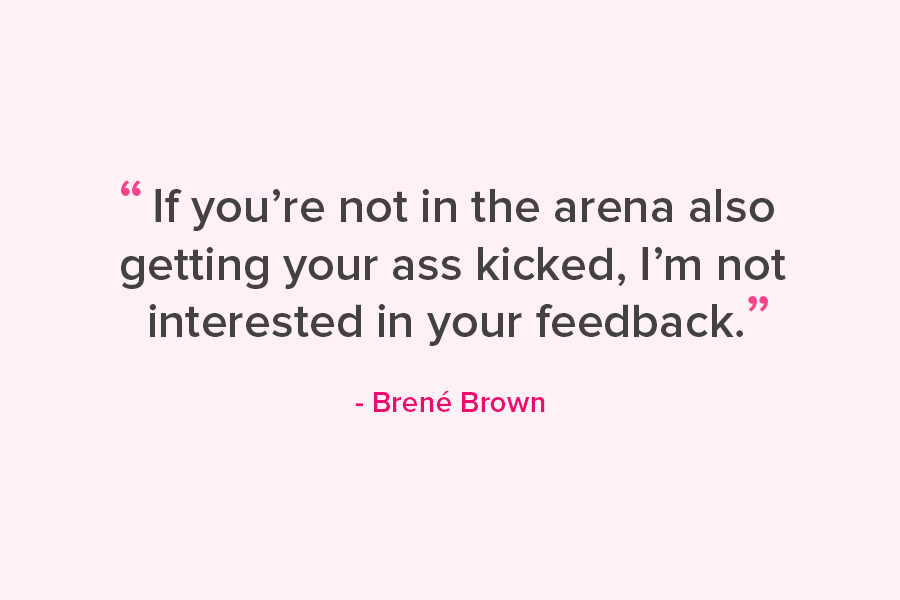 “ If you’re not in the arena also
getting your ass kicked, I’m not
interested in your feedback.”
- Brené Brown